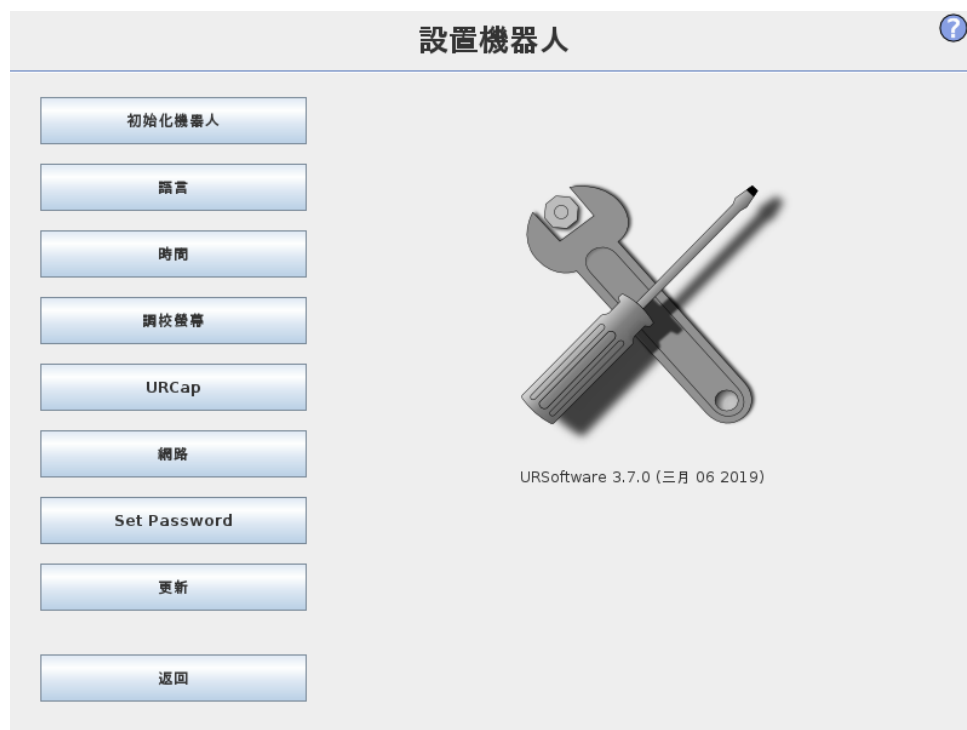 設置機器人
?
初始化機器人
語言
時間
調校螢幕
URCap
網路
Set Password
更新
返回
URSoftware 3.7.0 (三月 06 2019)